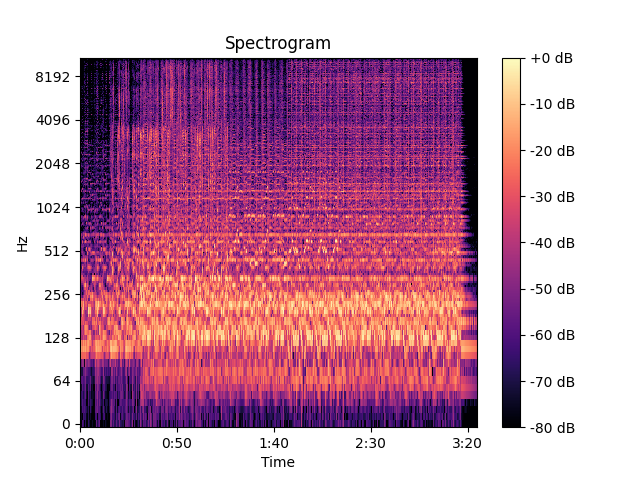 Spectrogram
Hz
8192
4096
2048
1024
512
256
128
64
0
0:00
0:50
1:40
2:30
3:20
Time
+0 dB
-10 dB
-20 dB
-30 dB
-40 dB
-50 dB
-60 dB
-70 dB
-80 dB